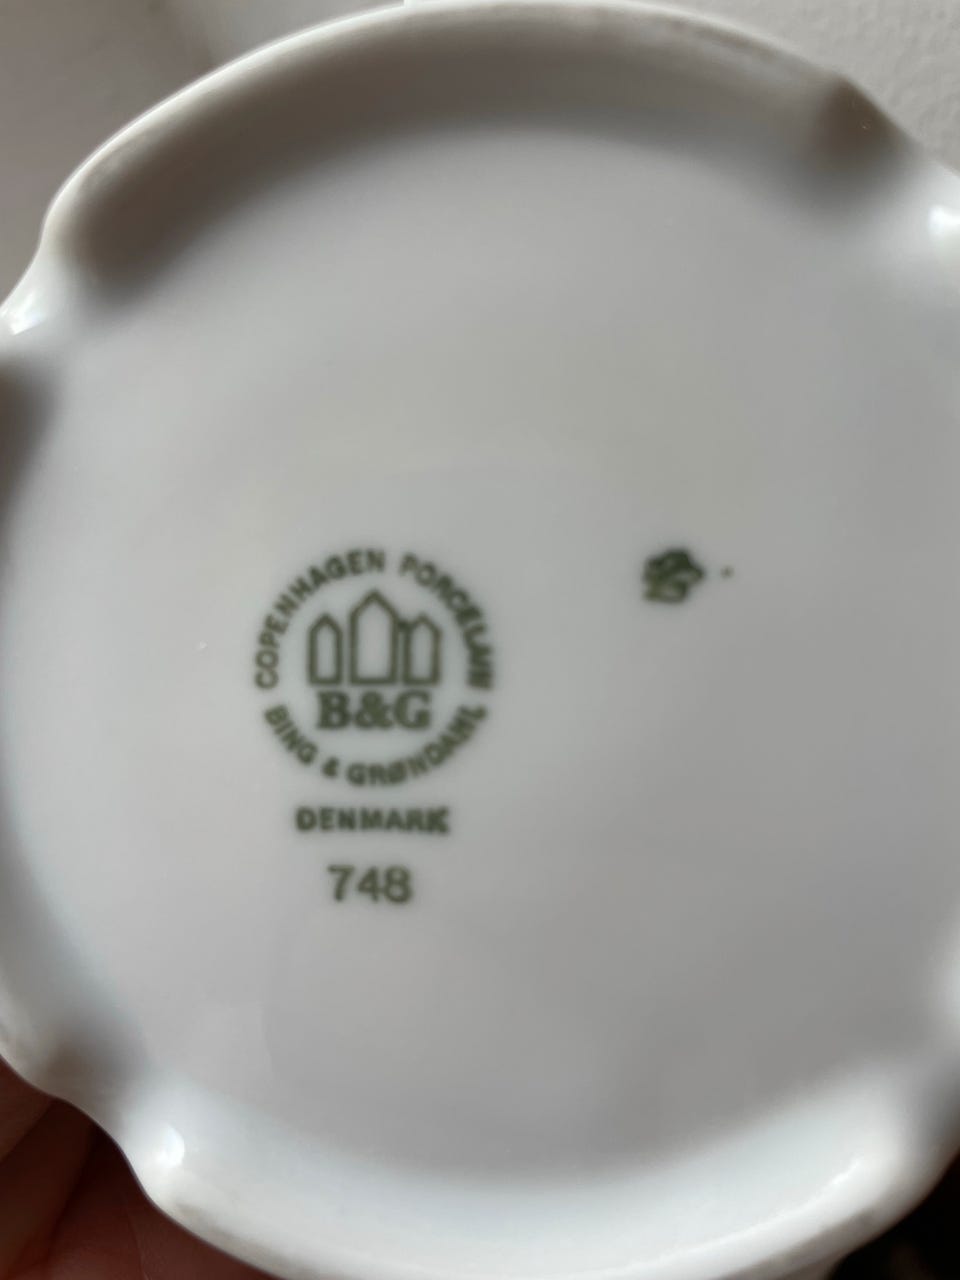 COPENHAGEN PORCELAIN
B&G
BING & GRØNDAHL
DENMARK
748